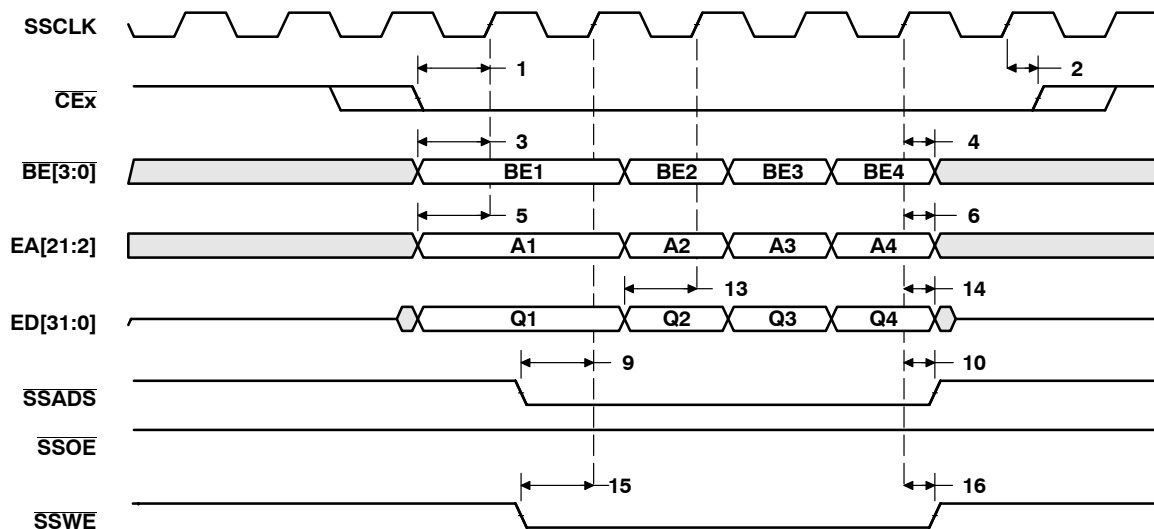 SSCLK
1 2
CEx
3 4
BE[3:0] BE1 BE2 BE3 BE4
5 6
EA[21:2] A1 A2 A3 A4
13 14
ED[31:0] Q1 Q2 Q3 Q4
9 10
SSADS
SSOE
15 16
SSWE